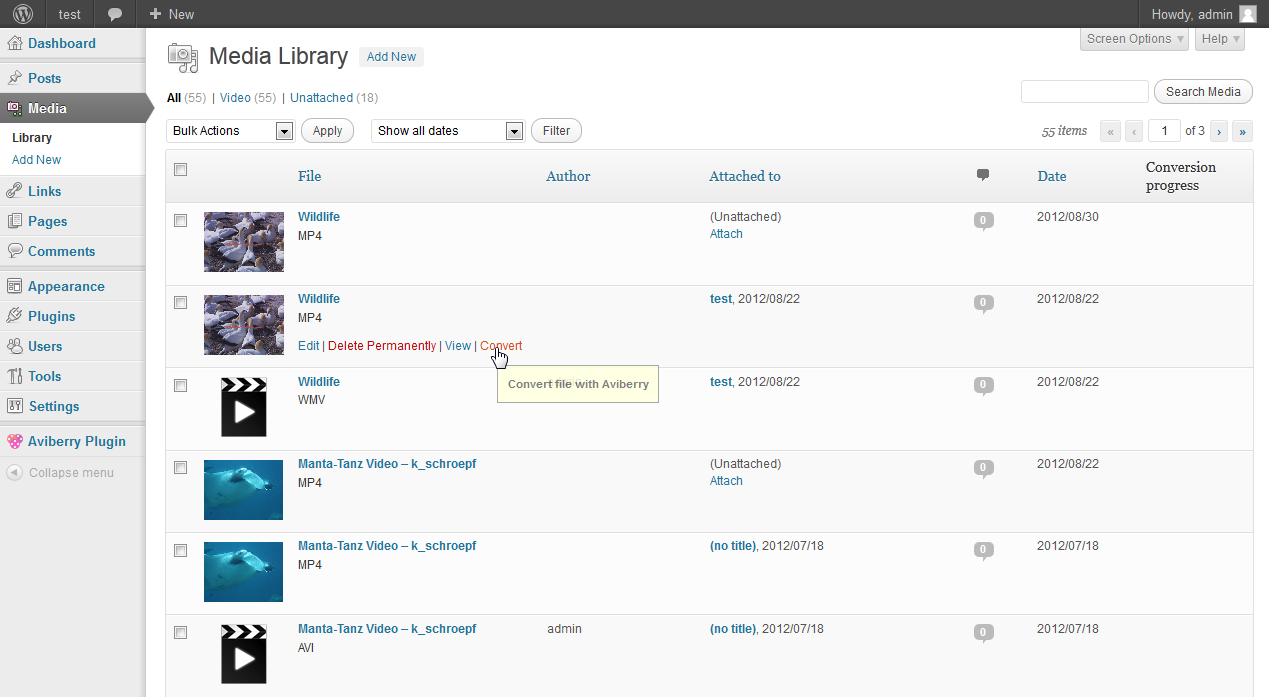 test
New
Howdy, admin
Dashboard
Posts
Media
Library
Add New
Links
Pages
Comments
Appearance
Plugins
Users
Tools
Settings
Aviberry Plugin
Collapse menu
Screen Options
Help
Media Library
Add New
All (55) | Video (55) | Unattached (18)
Search Media
Bulk Actions
Apply
Show all dates
Filter
55 items
« ‹ 1 of 3 › »
File
Author
Attached to
Date
Conversion
progress
Wildlife
MP4
(Unattached)
Attach
0
2012/08/30
Wildlife
MP4
Edit | Delete Permanently | View | Convert
Convert file with Aviberry
test, 2012/08/22
0
2012/08/22
Wildlife
WMV
test, 2012/08/22
0
2012/08/22
Manta-Tanz Video – k_schroepf
MP4
(Unattached)
Attach
0
2012/08/22
Manta-Tanz Video – k_schroepf
MP4
(no title), 2012/07/18
0
2012/07/18
Manta-Tanz Video – k_schroepf
AVI
admin
(no title), 2012/07/18
0
2012/07/18